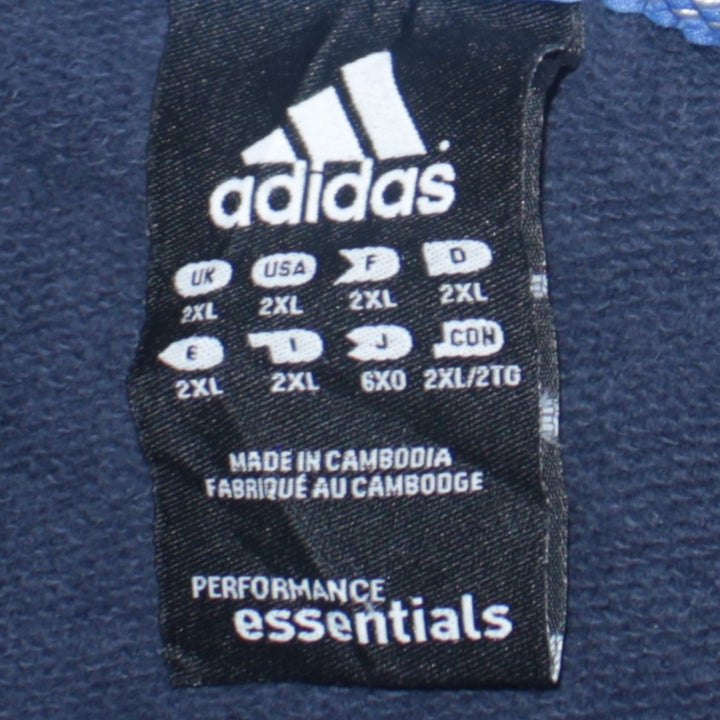 adidas
UK USA F D
2XL 2XL 2XL 2XL
E I J CDN
2XL 2XL 6XO 2XL/2TG
MADE IN CAMBODIA
FABRIQUÉ AU CAMBODGE
PERFORMANCE
essentials